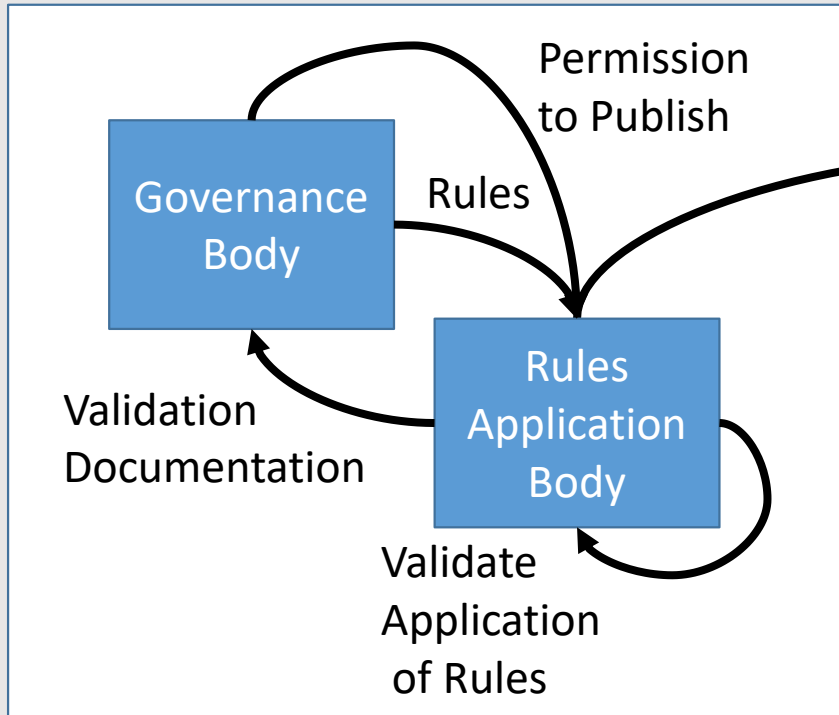 Permission
to Publish
Governance
Body
Rules
Rules
Application
Body
Validation
Documentation
Validate
Application
of Rules